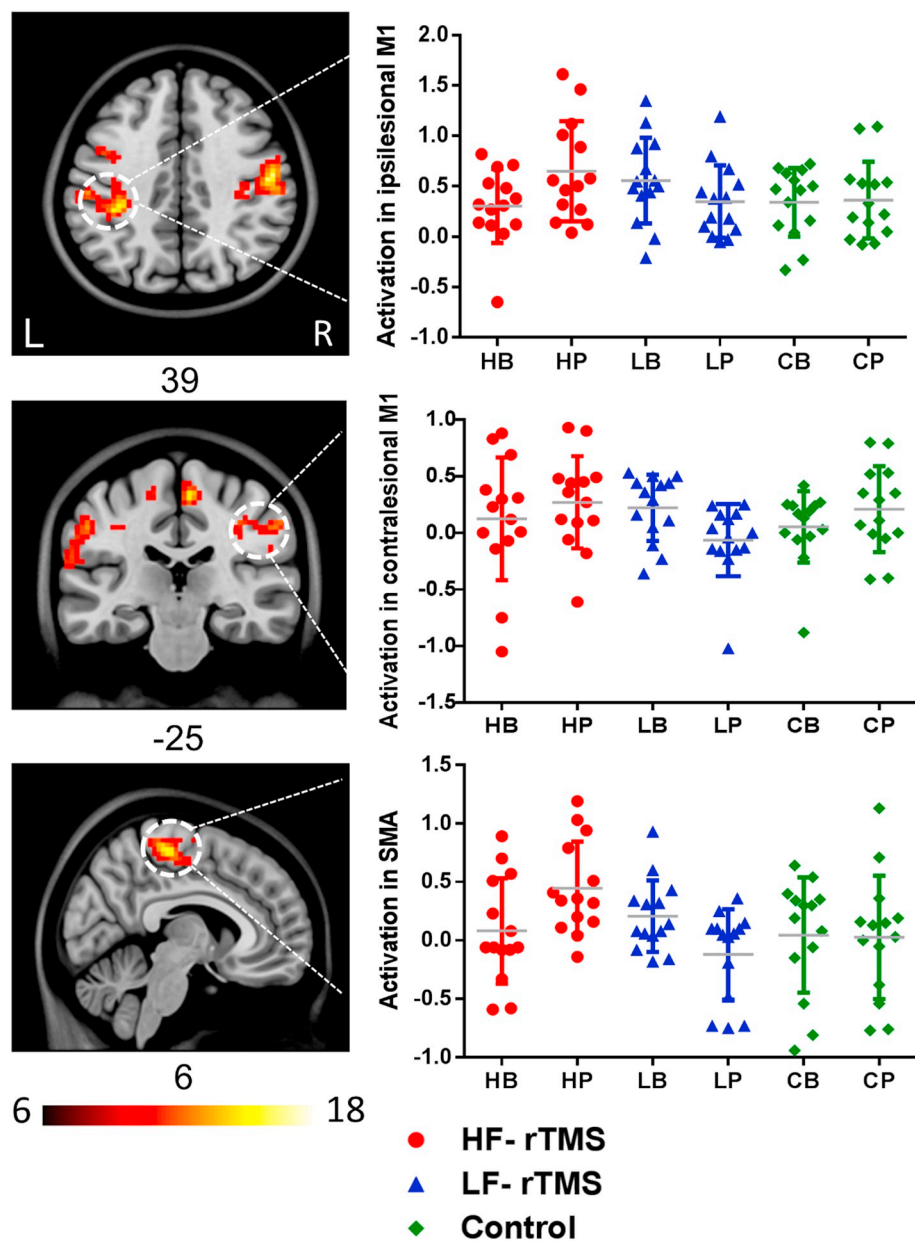 L R
39
Activation in ipsilesional M1
2.0
1.5
1.0
0.5
0.0
-0.5
-1.0
HB HP LB LP CB CP
-25
Activation in contralesional M1
1.0
0.5
0.0
-0.5
-1.0
-1.5
HB HP LB LP CB CP
6
Activation in SMA
1.5
1.0
0.5
0.0
-0.5
-1.0
HB HP LB LP CB CP
6 18
HF- rTMS
LF- rTMS
Control